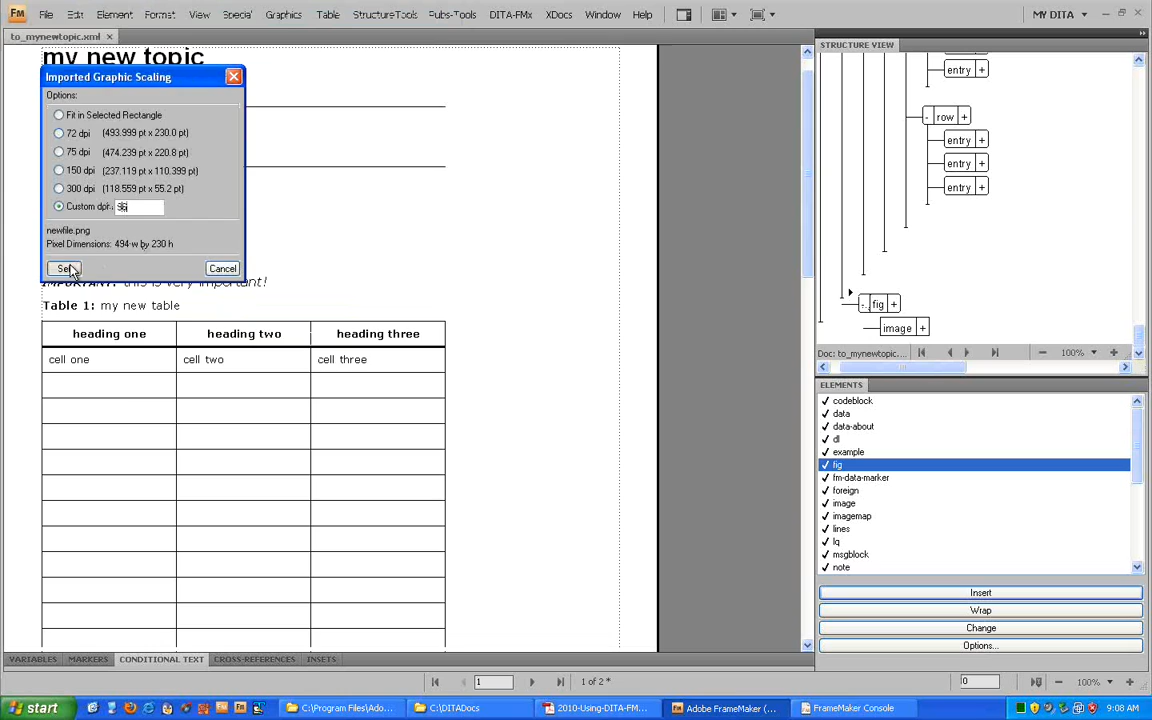 Fm File Edit Element Format View Special Graphics Table StructureTools Pubs-Tools DITA-FMx XDocs Window Help MY DITA
to_mynewtopic.xml
my new topic
Imported Graphic Scaling
Options:
Fit in Selected Rectangle
72 dpi (493.999 pt x 230.0 pt)
75 dpi (474.239 pt x 220.8 pt)
150 dpi (237.119 pt x 110.399 pt)
300 dpi (118.559 pt x 55.2 pt)
Custom dpi:
newfile.png
Pixel Dimensions: 494 w by 230 h
Set Cancel
IMPORTANT: this is very important!
Table 1: my new table
heading one heading two heading three
cell one cell two cell three
VARIABLES MARKERS CONDITIONAL TEXT CROSS-REFERENCES INSETS
1 1 of 2 *
STRUCTURE VIEW
entry +
- row +
entry +
entry +
entry +
fig +
image +
Doc: to_mynewtopic.... 100%
ELEMENTS
codeblock
data
data-about
dl
example
fig
fm-data-marker
foreign
image
imagemap
lines
lq
msgblock
note
Insert
Wrap
Change
Options...
0 100%
start C:\Program Files\Ado... C:\DITADocs 2010-Using-DITA-FM... Adobe FrameMaker (... FrameMaker Console 9:08 AM